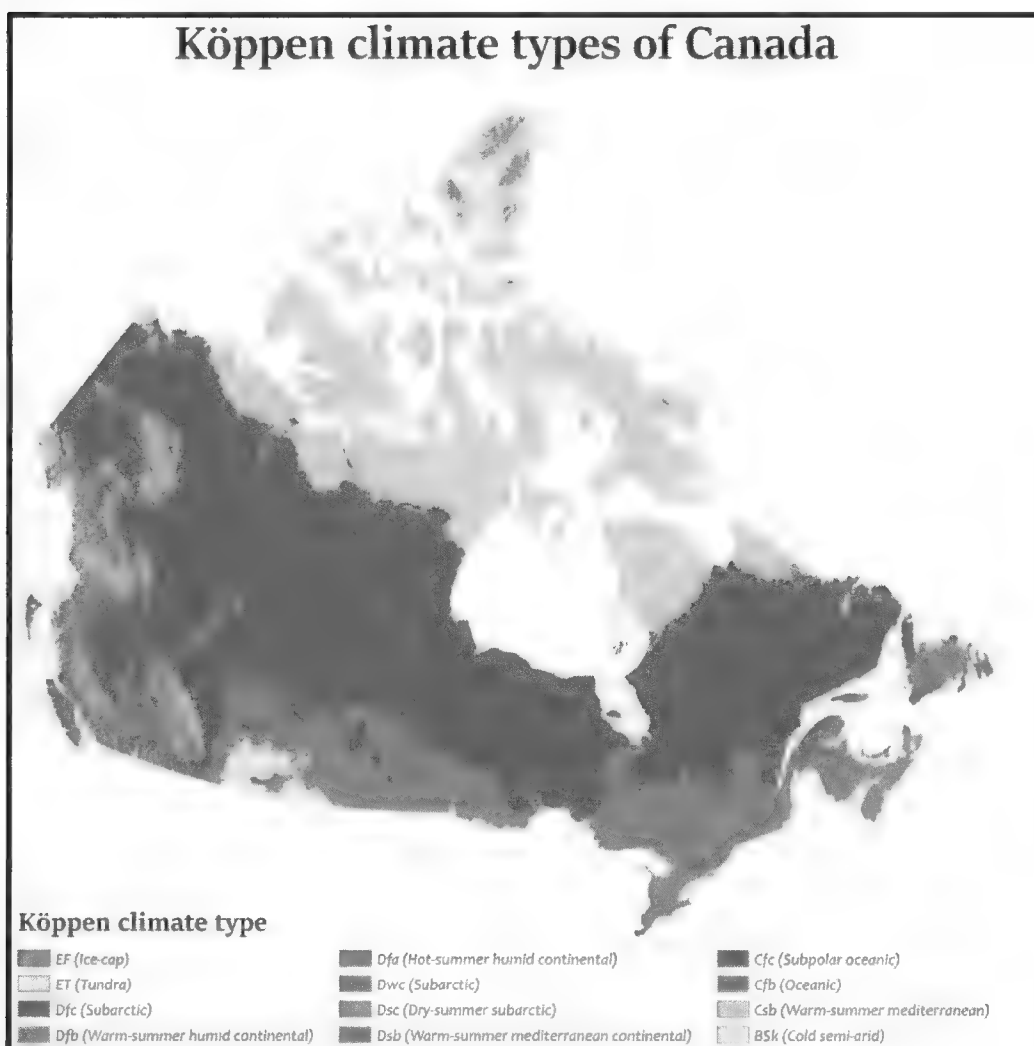 Köppen climate types of Canada
Köppen climate type
EF (Ice-cap)
ET (Tundra)
Dfc (Subarctic)
Dfb (Warm-summer humid continental)
Dfa (Hot-summer humid continental)
Dwc (Subarctic)
Dsc (Dry-summer subarctic)
Dsb (Warm-summer mediterranean continental)
Cfc (Subpolar oceanic)
Cfb (Oceanic)
Csb (Warm-summer mediterranean)
BSk (Cold semi-arid)